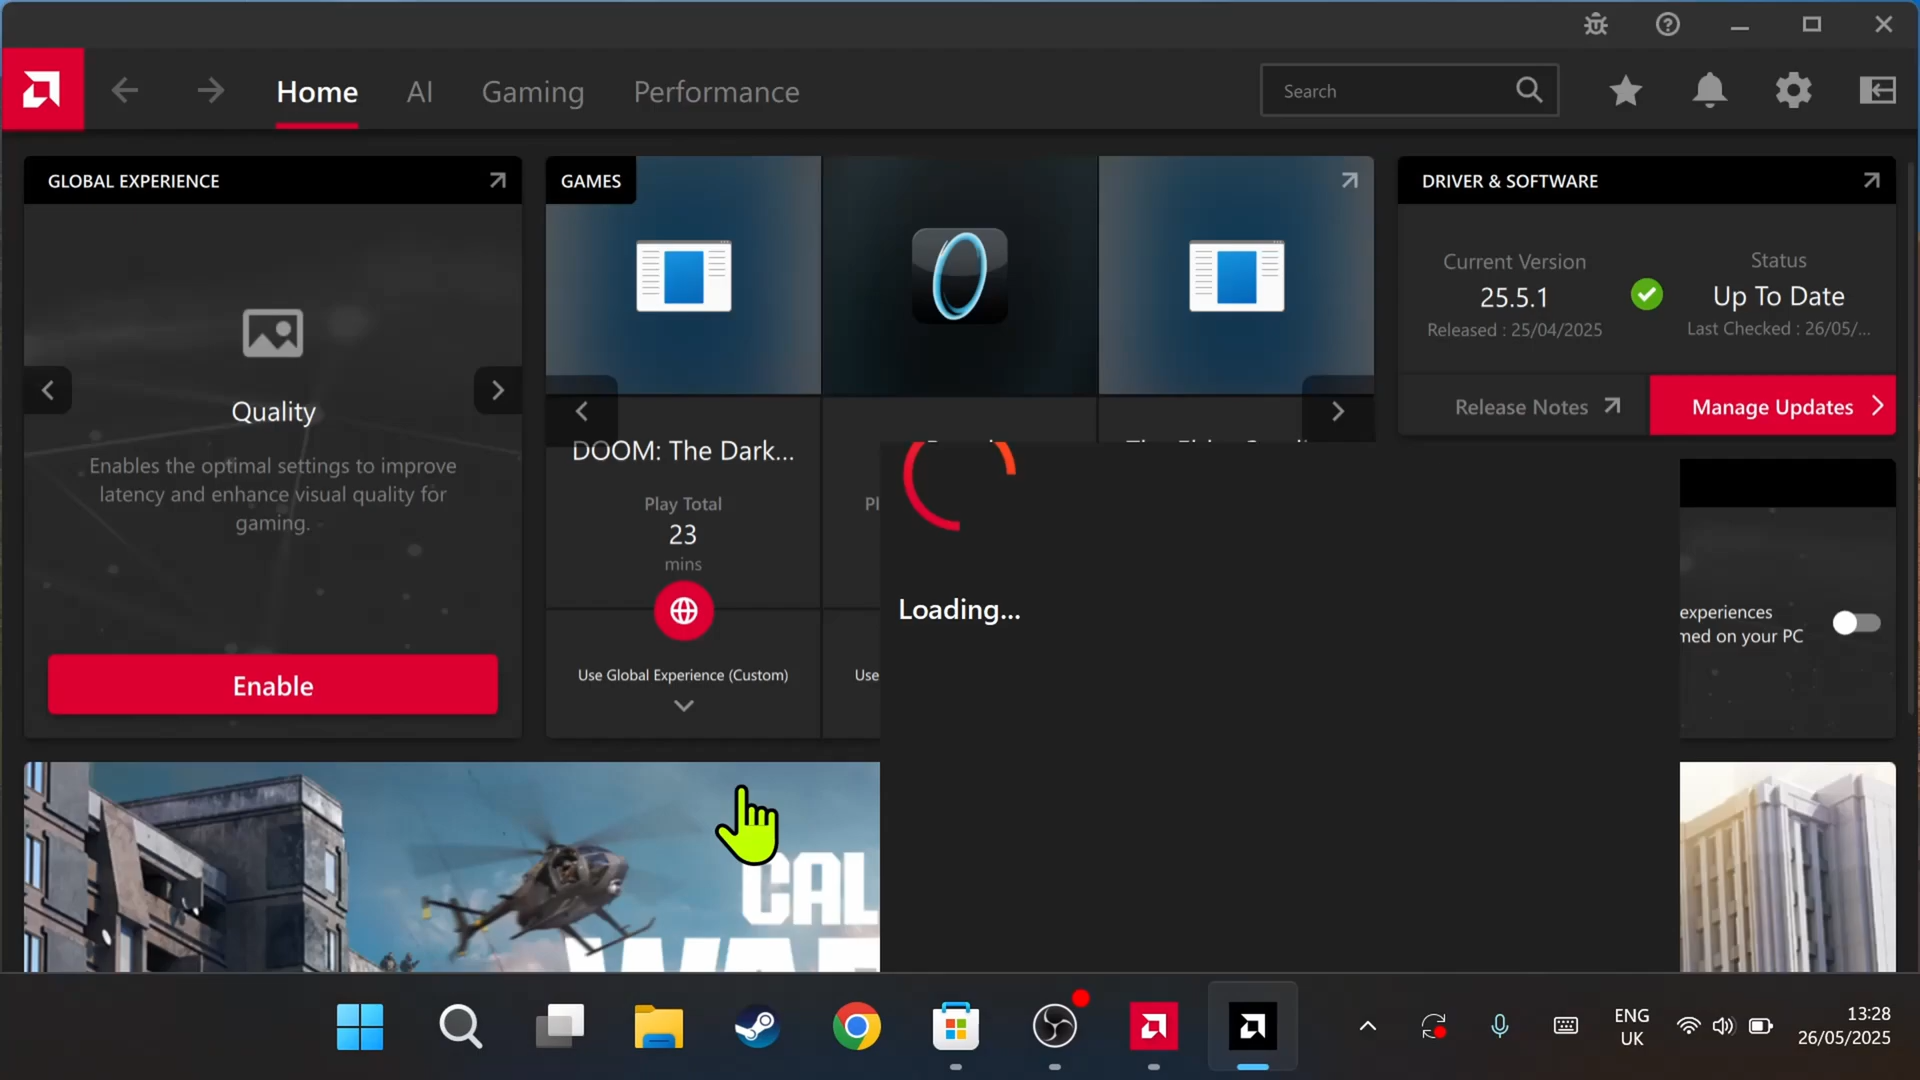 Home
AI
Gaming
Performance
Search
GLOBAL EXPERIENCE
Quality
Enables the optimal settings to improve
latency and enhance visual quality for
gaming.
Enable
GAMES
DOOM: The Dark...
Play Total
23
mins
Use Global Experience (Custom)
Use
Loading...
DRIVER & SOFTWARE
Current Version
25.5.1
Released : 25/04/2025
Status
Up To Date
Last Checked : 26/05/...
Release Notes
Manage Updates
experiences
med on your PC
CAL
ENG
UK
13:28
26/05/2025